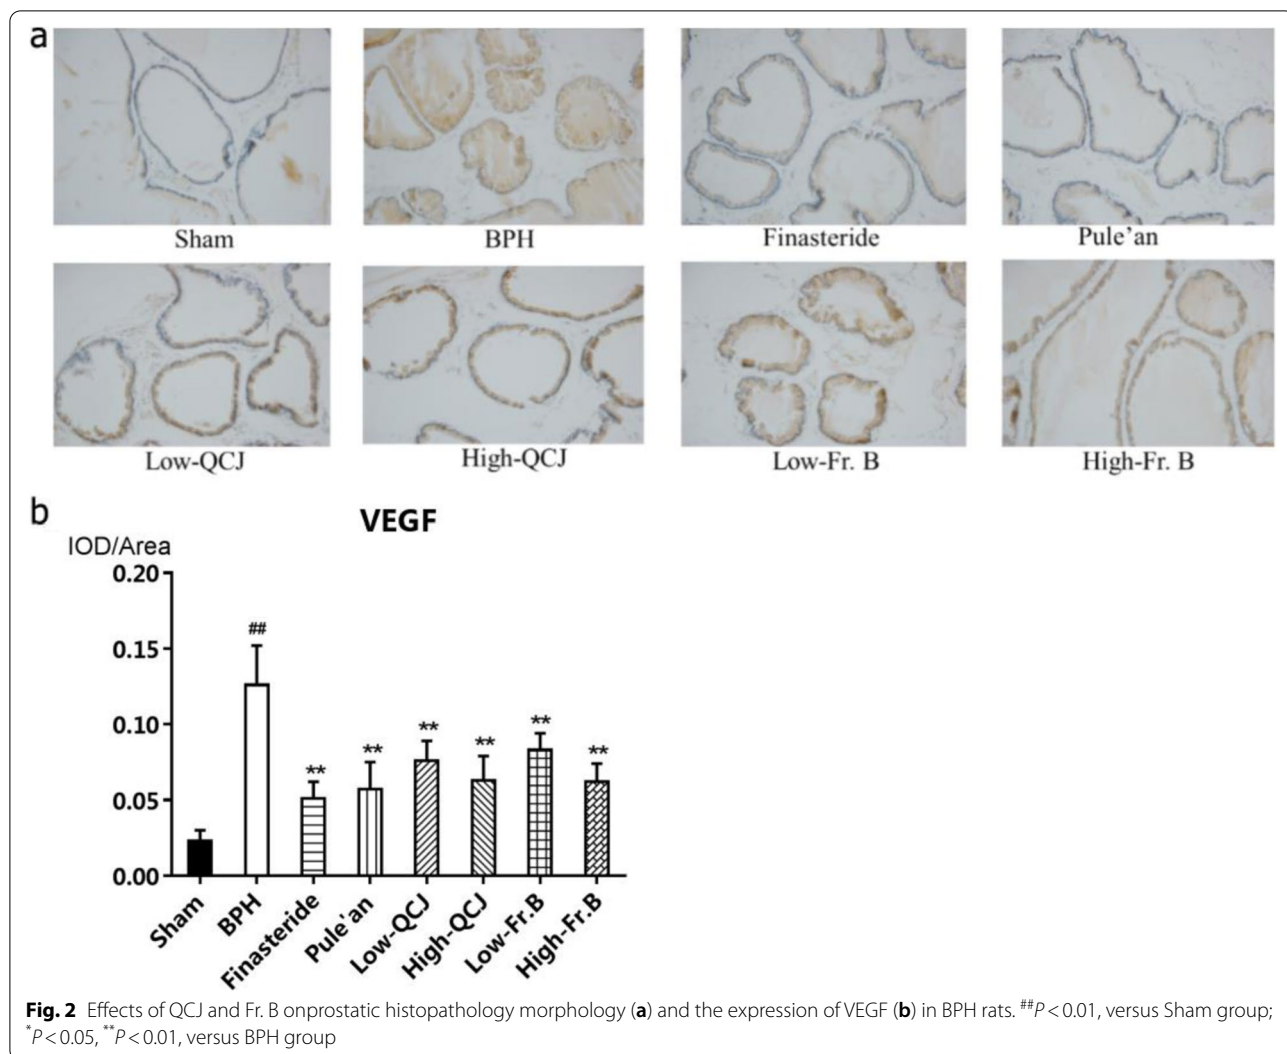 a
Sham
BPH
Finasteride
Pule’an
Low-QCJ
High-QCJ
Low-Fr. B
High-Fr. B
b
VEGF
IOD/Area
0.20
0.15
0.10
0.05
0.00
##
**
**
**
**
**
**
Sham
BPH
Finasteride
Pule'an
Low-QCJ
High-QCJ
Low-Fr.B
High-Fr.B
Fig. 2 Effects of QCJ and Fr. B onprostatic histopathology morphology (a) and the expression of VEGF (b) in BPH rats. ##P < 0.01, versus Sham group;
*P < 0.05, **P < 0.01, versus BPH group